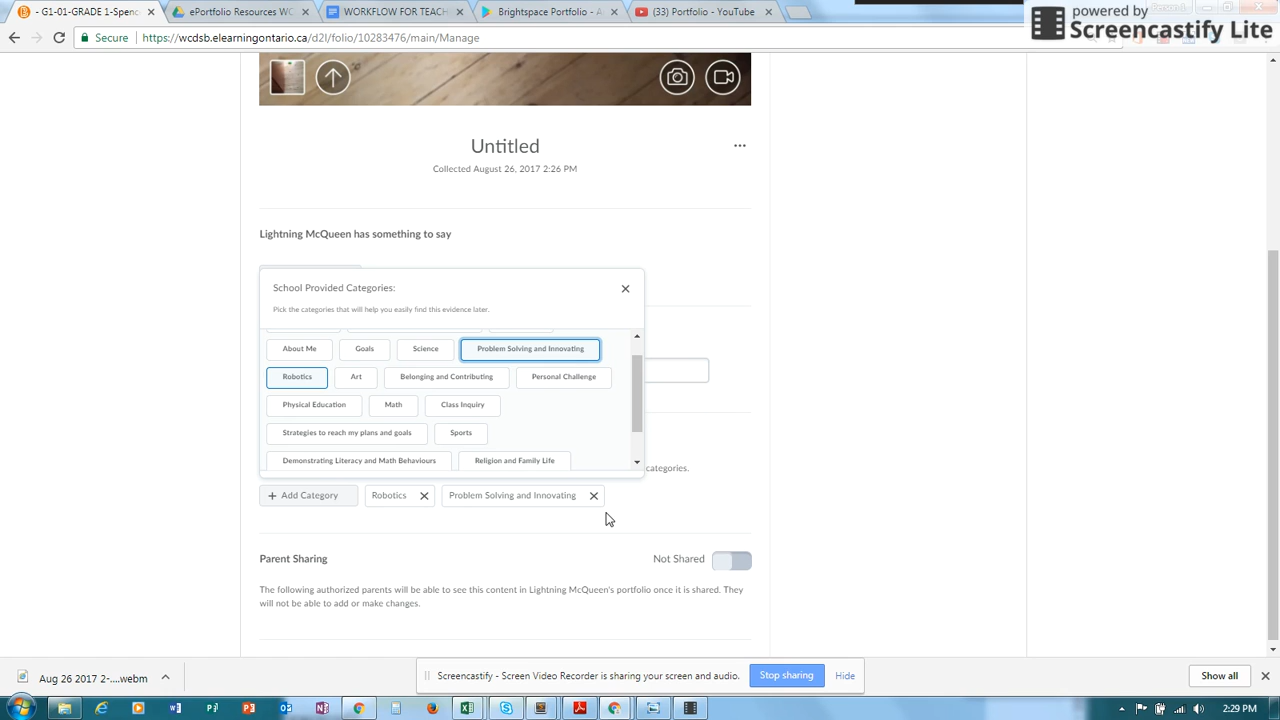 - G1-01-GRADE 1-Spenc
ePortfolio Resources WC
WORKFLOW FOR TEACH
Brightspace Portfolio - A
(33) Portfolio - YouTube
powered by
Screencastify Lite
Secure
https://wcdsb.elearningontario.ca/d2l/folio/10283476/item/Manage
Untitled
Collected August 26, 2017 2:26 PM
Lightning McQueen has something to say
School Provided Categories:
Pick the categories that will help you easily find this evidence later.
About Me Goals Science Problem Solving and Innovating
Robotics Art Belonging and Contributing Personal Challenge
Physical Education Math Class Inquiry
Strategies to reach my plans and goals Sports
Demonstrating Literacy and Math Behaviours Religion and Family Life
categories.
+ Add Category Robotics Problem Solving and Innovating
Parent Sharing Not Shared
The following authorized parents will be able to see this content in Lightning McQueen's portfolio once it is shared. They
will not be able to add or make changes.
Aug 26 2017 2-....webm
Screencastify - Screen Video Recorder is sharing your screen and audio. Stop sharing Hide
Show all
2:29 PM